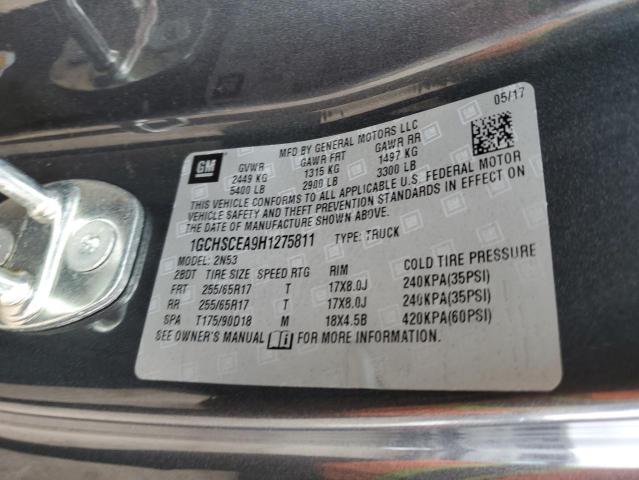 05/17
MFD BY GENERAL MOTORS LLC
GM
GVWR GAWR FRT GAWR RR
2449 KG 1315 KG 1497 KG
5400 LB 2900 LB 3300 LB
THIS VEHICLE CONFORMS TO ALL APPLICABLE U.S. FEDERAL MOTOR
VEHICLE SAFETY AND THEFT PREVENTION STANDARDS IN EFFECT ON
THE DATE OF MANUFACTURE SHOWN ABOVE.
1GCHSCEA9H1275811 TYPE: TRUCK
MODEL: 2N53
2BDT TIRE SIZE SPEED RTG RIM COLD TIRE PRESSURE
FRT 255/65R17 T 17X8.0J 240KPA(35PSI)
RR 255/65R17 T 17X8.0J 240KPA(35PSI)
SPA T175/90D18 M 18X4.5B 420KPA(60PSI)
SEE OWNER'S MANUAL FOR MORE INFORMATION.